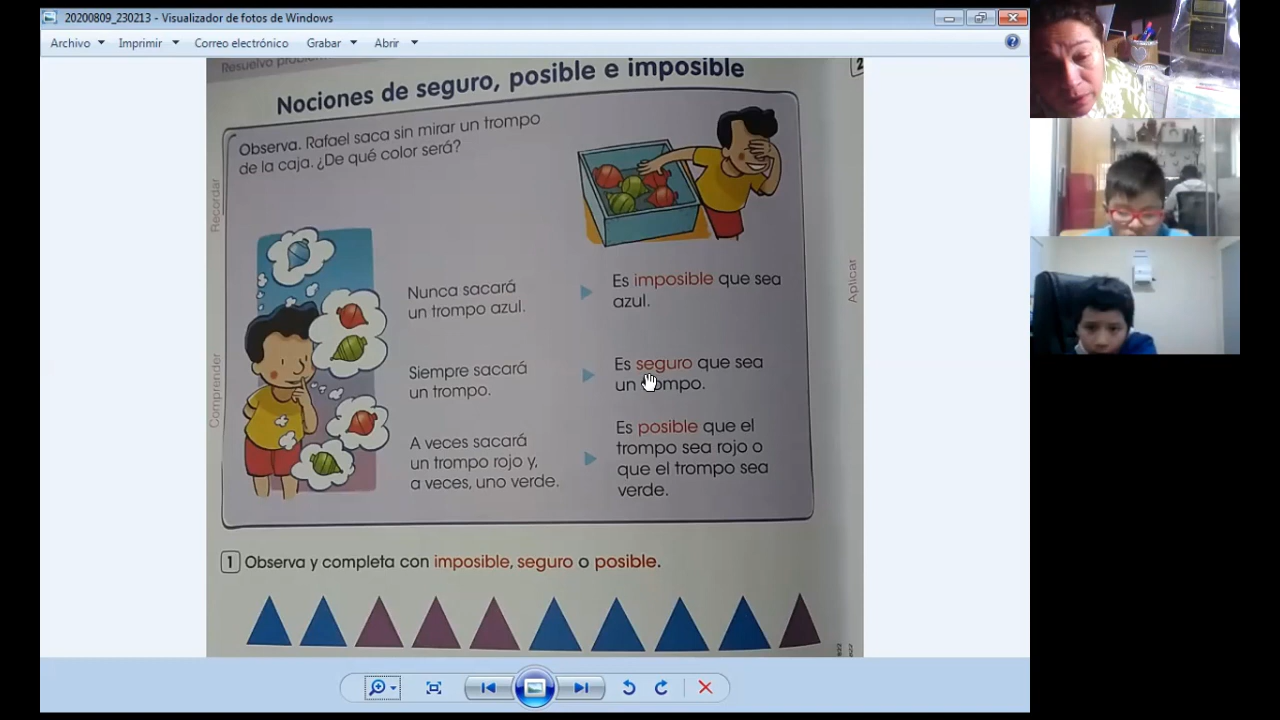 20200809_230213 - Visualizador de fotos de Windows
Archivo Imprimir Correo electrónico Grabar Abrir
Resuelvo
Nociones de seguro, posible e imposible
2
Observa. Rafael saca sin mirar un trompo
de la caja. ¿De qué color será?
Recordar
Nunca sacará
un trompo azul.
Es imposible que sea
azul.
Aplicar
Comprender
Siempre sacará
un trompo.
Es seguro que sea
un trompo.
A veces sacará
un trompo rojo y,
a veces, uno verde.
Es posible que el
trompo sea rojo o
que el trompo sea
verde.
1 Observa y completa con imposible, seguro o posible.